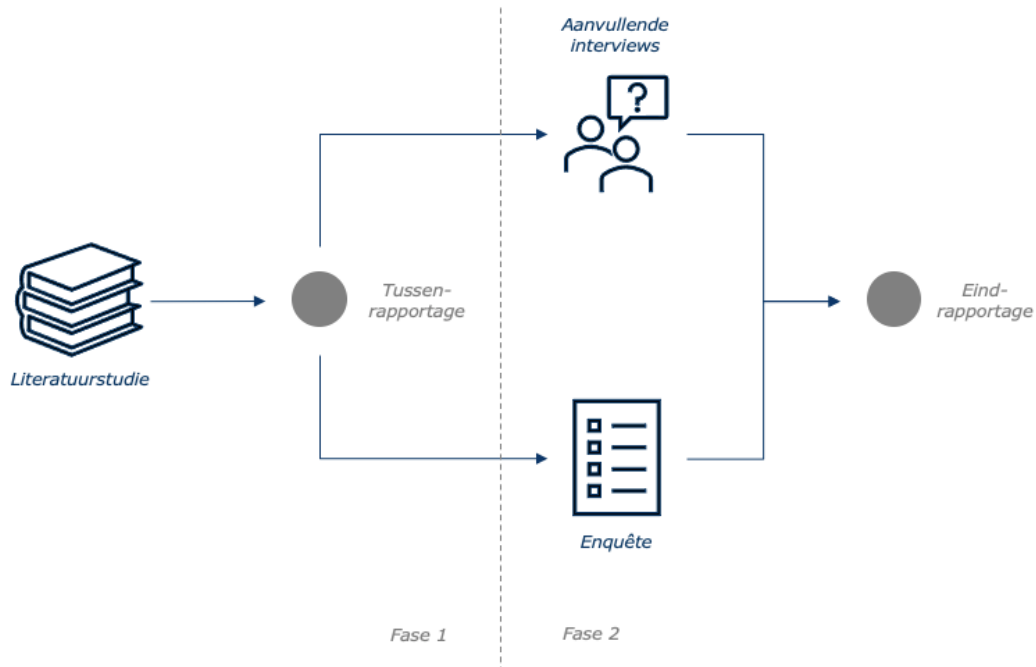 Aanvullende
interviews
?
Tussen-
rapportage
Eind-
rapportage
Literatuurstudie
Enquête
Fase 1
Fase 2